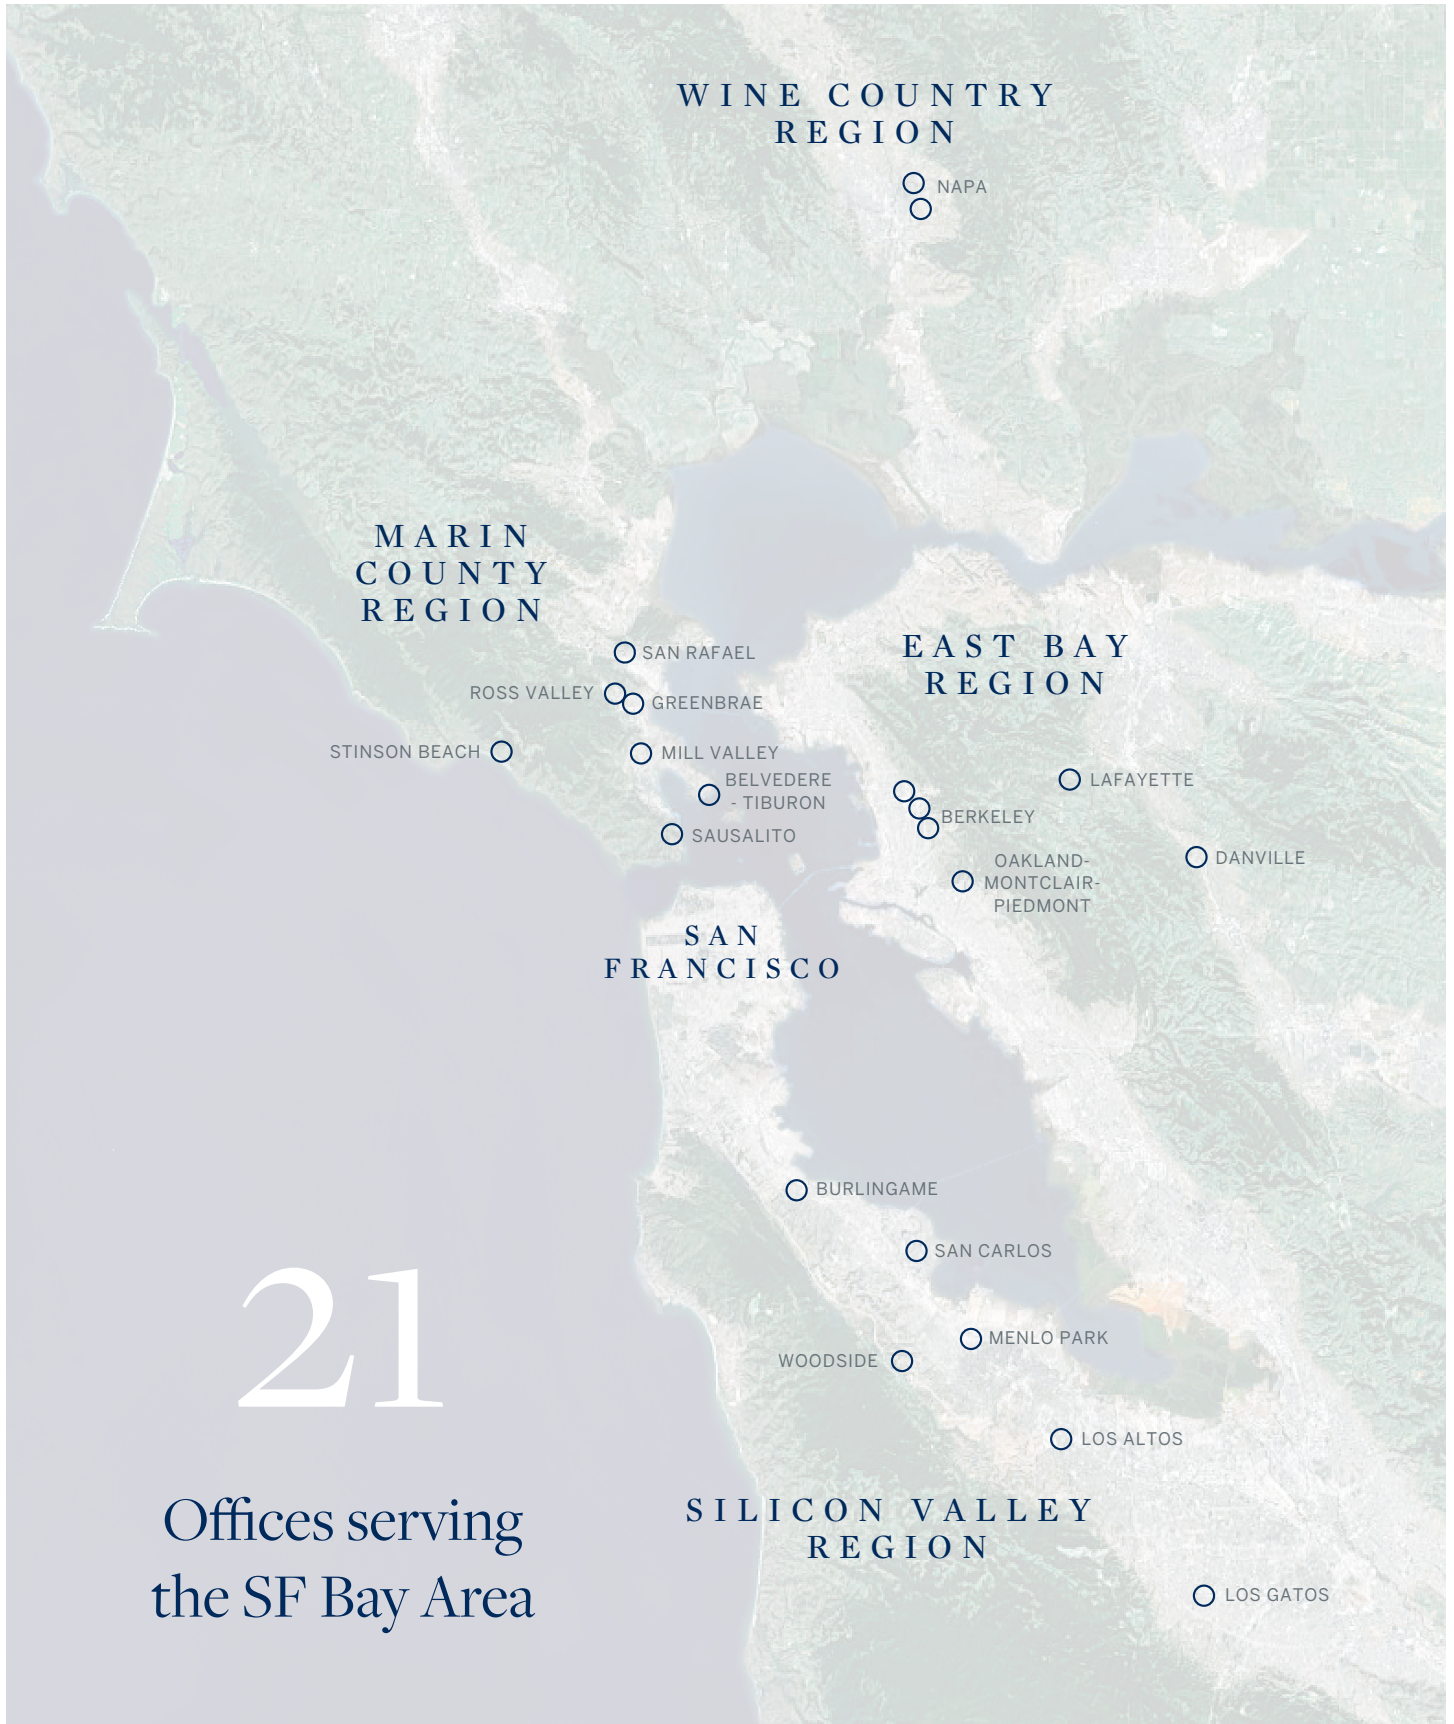 WINE COUNTRY
REGION
NAPA
MARIN
COUNTY
REGION
EAST BAY
REGION
SAN RAFAEL
ROSS VALLEY
GREENBRAE
STINSON BEACH
MILL VALLEY
BELVEDERE
- TIBURON
SAUSALITO
LAFAYETTE
BERKELEY
DANVILLE
OAKLAND-
MONTCLAIR-
PIEDMONT
SAN
FRANCISCO
BURLINGAME
SAN CARLOS
MENLO PARK
WOODSIDE
LOS ALTOS
SILICON VALLEY
REGION
LOS GATOS
21
Offices serving
the SF Bay Area